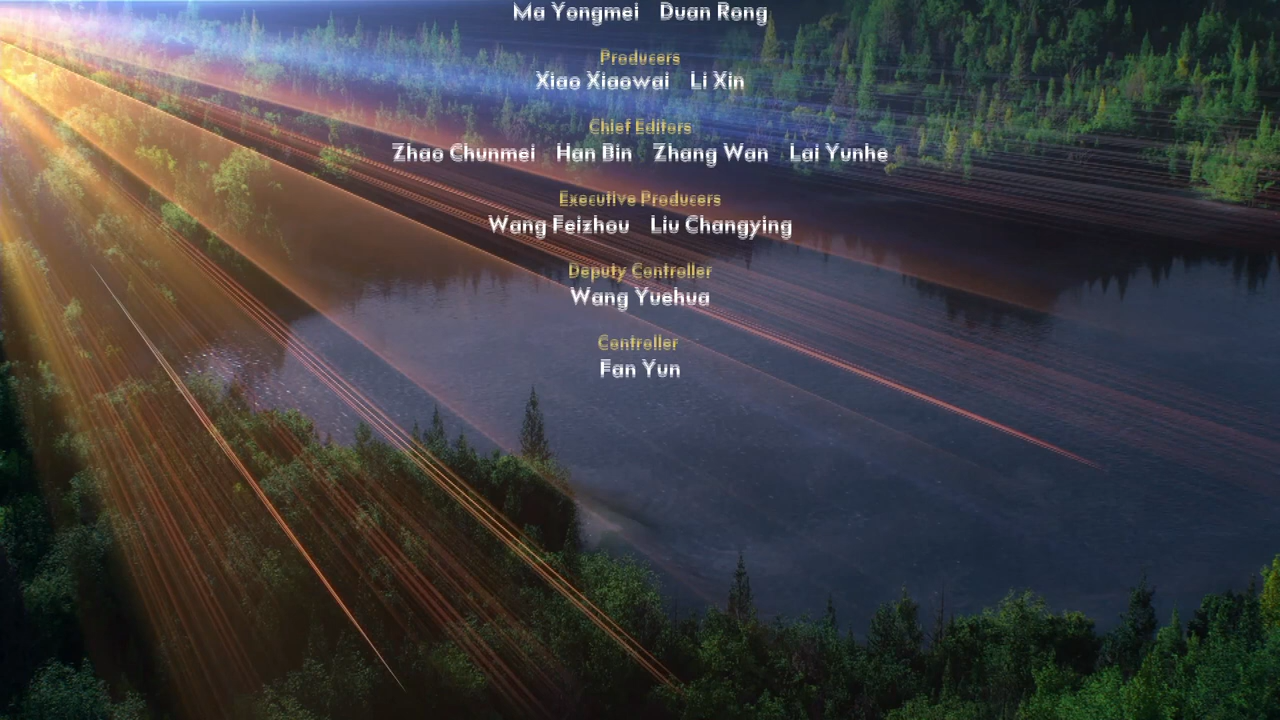 Ma Yongmei Duan Rong
Producers
Xiao Xiaowai Li Xin
Chief Editors
Zhao Chunmei Han Bin Zhang Wan Lai Yunhe
Executive Producers
Wang Feizhou Liu Changying
Deputy Controller
Wang Yuehua
Controller
Fan Yun